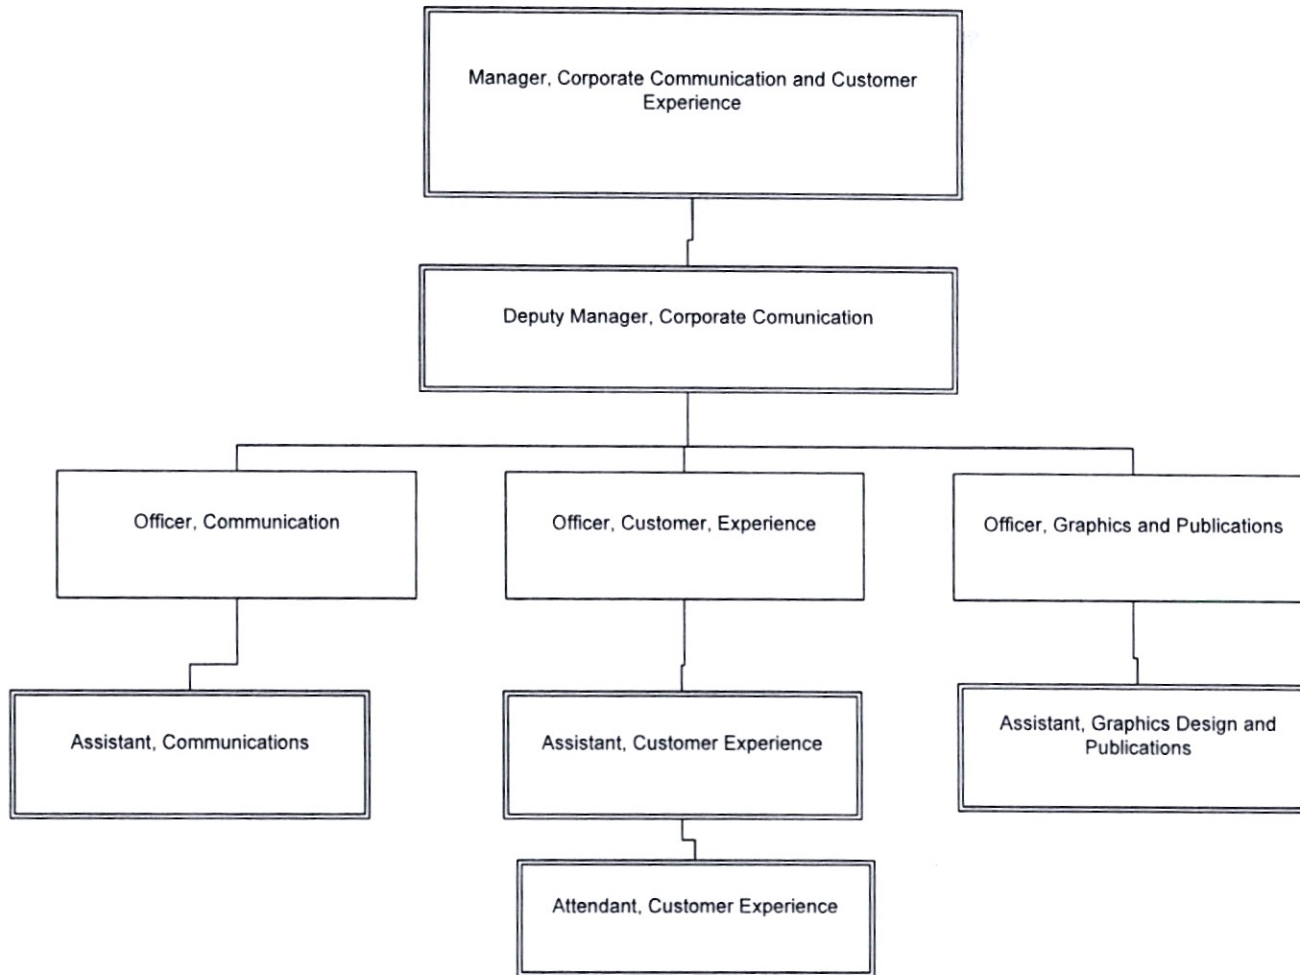 Manager, Corporate Communication and Customer
Experience
Deputy Manager, Corporate Comunication
Officer, Communication
Officer, Customer, Experience
Officer, Graphics and Publications
Assistant, Communications
Assistant, Customer Experience
Assistant, Graphics Design and
Publications
Attendant, Customer Experience